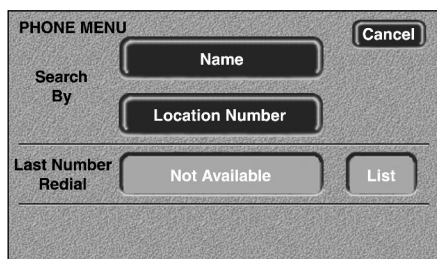 PHONE MENU
Cancel
Search
By
Name
Location Number
Last Number
Redial
Not Available
List